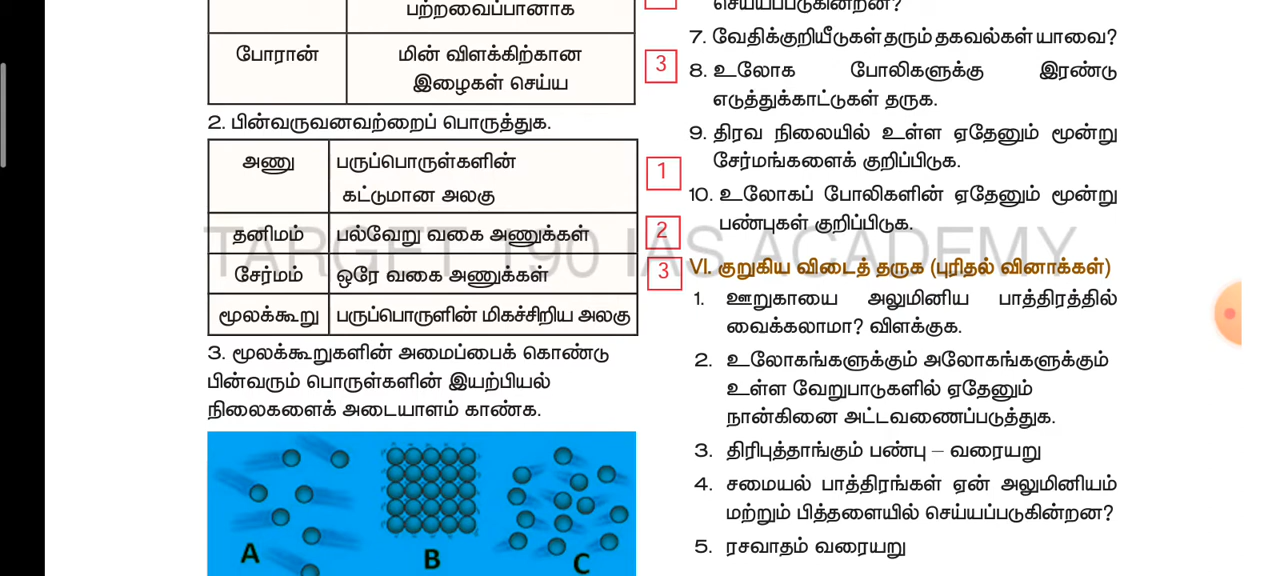 பற்றவைப்பானாக
போரான்
மின் விளக்கிற்கான
இழைகள் செய்ய
2. பின்வருவனவற்றைப் பொருத்துக.
அணு
பருப்பொருள்களின்
கட்டுமான அலகு
தனிமம்
பல்வேறு வகை அணுக்கள்
சேர்மம்
ஒரே வகை அணுக்கள்
மூலக்கூறு
பருப்பொருளின் மிகச்சிறிய அலகு
3. மூலக்கூறுகளின் அமைப்பைக் கொண்டு
பின்வரும் பொருள்களின் இயற்பியல்
நிலைகளைக் அடையாளம் காண்க.
A
B
C
செய்யப்படுகின்றன?
7. வேதிக்குறியீடுகள் தரும் தகவல்கள் யாவை?
3
8. உலோக போலிகளுக்கு இரண்டு
எடுத்துக்காட்டுகள் தருக.
9. திரவ நிலையில் உள்ள ஏதேனும் மூன்று
சேர்மங்களைக் குறிப்பிடுக.
1
10. உலோகப் போலிகளின் ஏதேனும் மூன்று
பண்புகள் குறிப்பிடுக.
2
3
VI. குறுகிய விடைத் தருக (புரிதல் வினாக்கள்)
1. ஊறுகாயை அலுமினிய பாத்திரத்தில்
வைக்கலாமா? விளக்குக.
2. உலோகங்களுக்கும் அலோகங்களுக்கும்
உள்ள வேறுபாடுகளில் ஏதேனும்
நான்கினை அட்டவணைப்படுத்துக.
3. திரிபுத்தாங்கும் பண்பு – வரையறு
4. சமையல் பாத்திரங்கள் ஏன் அலுமினியம்
மற்றும் பித்தளையில் செய்யப்படுகின்றன?
5. ரசவாதம் வரையறு
TARGET 190 IAS ACADEMY